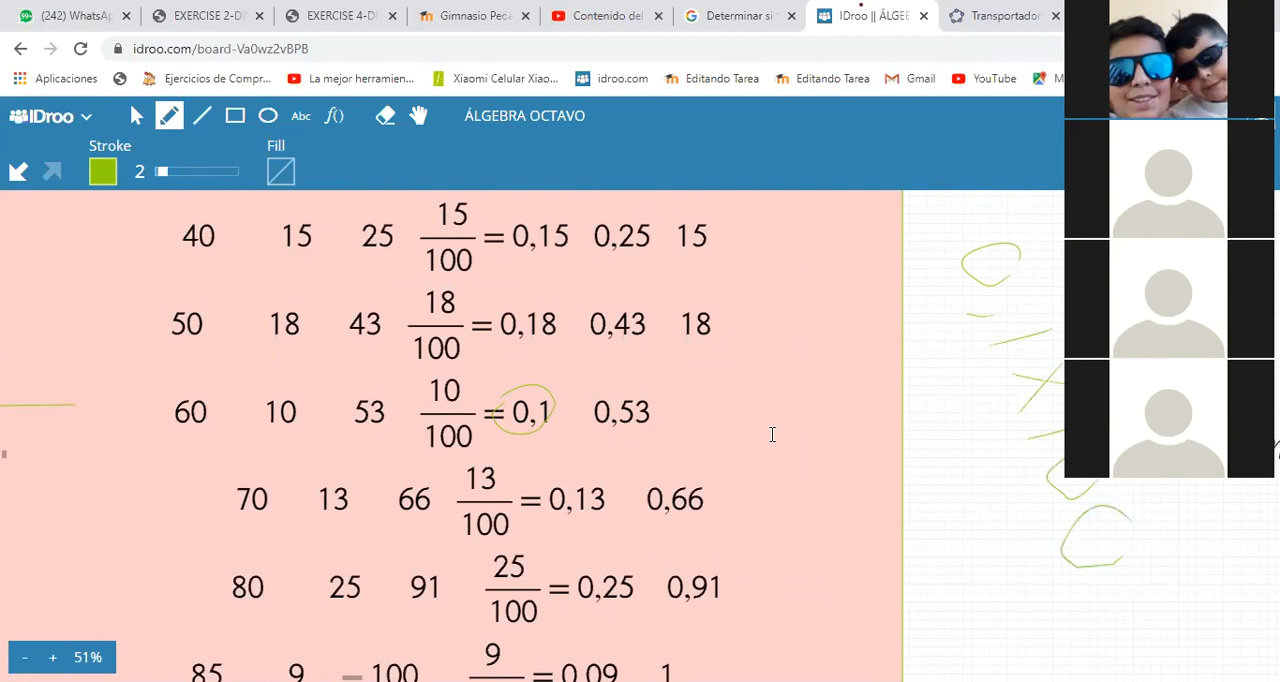 (242) WhatsAp
EXERCISE 2-DI
EXERCISE 4-DI
Gimnasio Peda
Contenido del
Determinar si
IDroo || ÁLGEB
Transportador
idroo.com/board-Va0wz2vBPB
Aplicaciones
Ejercicios de Compr...
La mejor herramien...
Xiaomi Celular Xiao...
idroo.com
Editando Tarea
Editando Tarea
Gmail
YouTube
M
IDroo
Abc
f()
ÁLGEBRA OCTAVO
Stroke
Fill
2
40 15 25 15/100 = 0,15 0,25 15
50 18 43 18/100 = 0,18 0,43 18
60 10 53 10/100 = 0,1 0,53
70 13 66 13/100 = 0,13 0,66
80 25 91 25/100 = 0,25 0,91
85 9 100 9 = 0,09 1
- + 51%